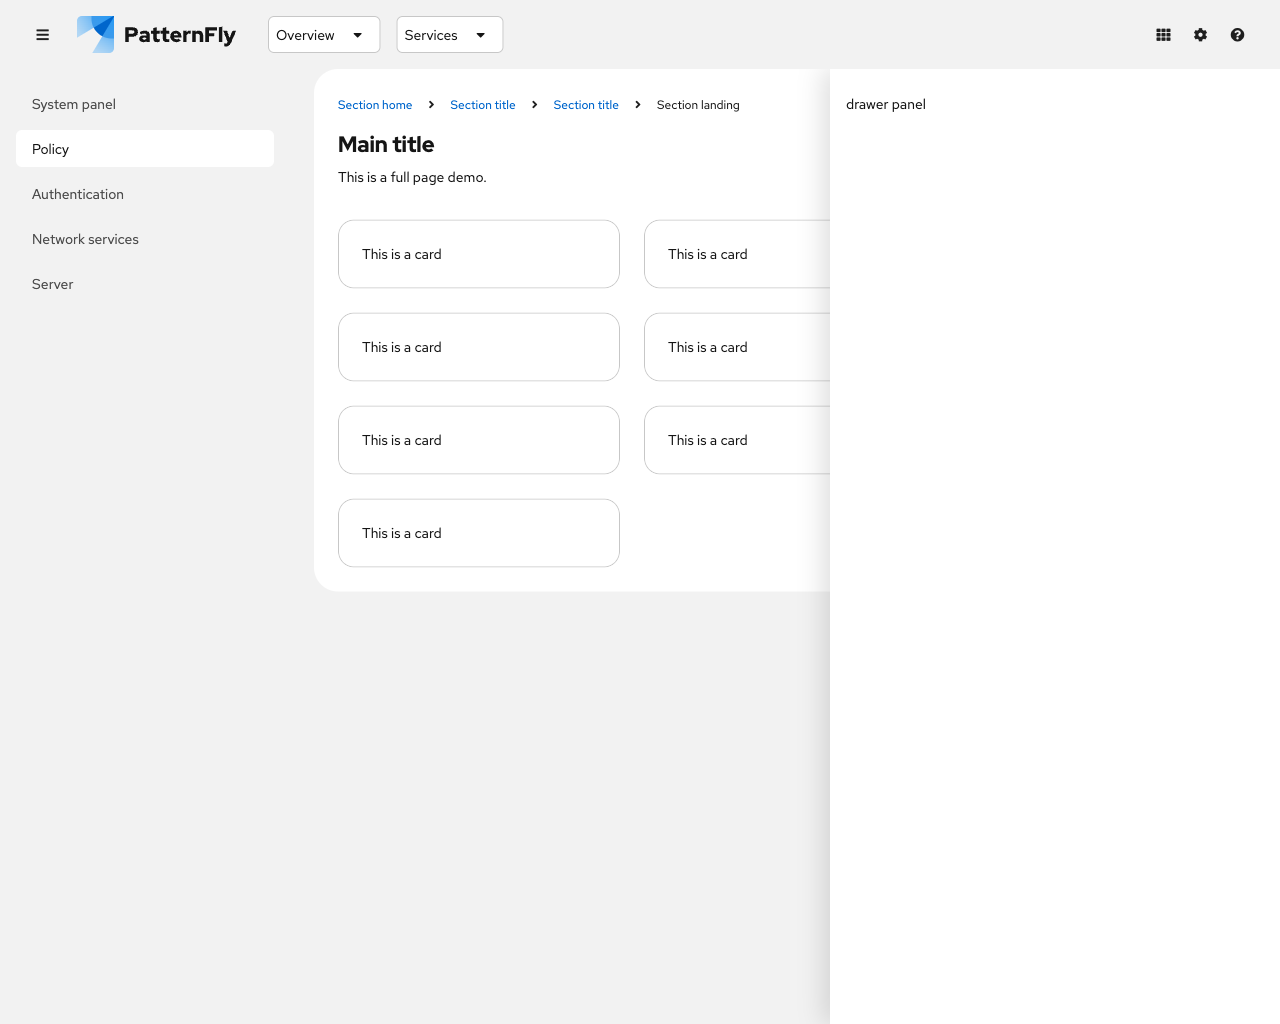 PatternFly
Overview
Services
System panel
Policy
Authentication
Network services
Server
Section home
Section title
Section title
Section landing
Main title
This is a full page demo.
This is a card
This is a card
This is a card
This is a card
This is a card
This is a card
This is a card
drawer panel